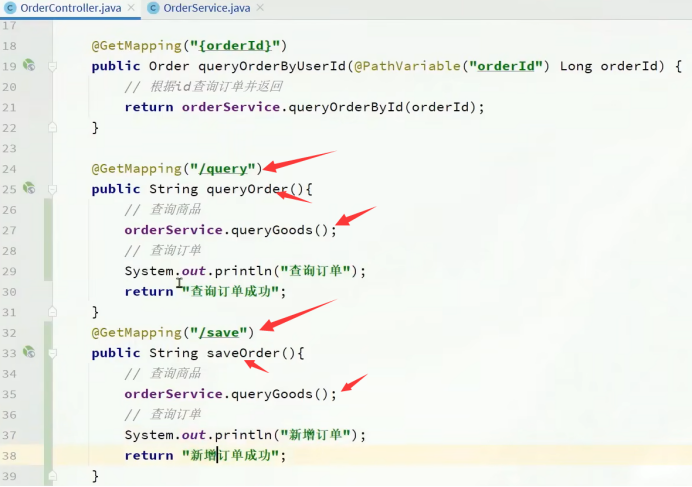 OrderController.java × OrderService.java ×
17
18 @GetMapping("{orderId}")
19 public Order queryOrderByUserId(@PathVariable("orderId") Long orderId) {
20 // 根据id查询订单并返回
21 return orderService.queryOrderById(orderId);
22 }
23
24 @GetMapping("/query")
25 public String queryOrder(){
26 // 查询商品
27 orderService.queryGoods();
28 // 查询订单
29 System.out.println("查询订单");
30 return "查询订单成功";
31 }
32 @GetMapping("/save")
33 public String saveOrder(){
34 // 查询商品
35 orderService.queryGoods();
36 // 查询订单
37 System.out.println("新增订单");
38 return "新增订单成功";
39 }